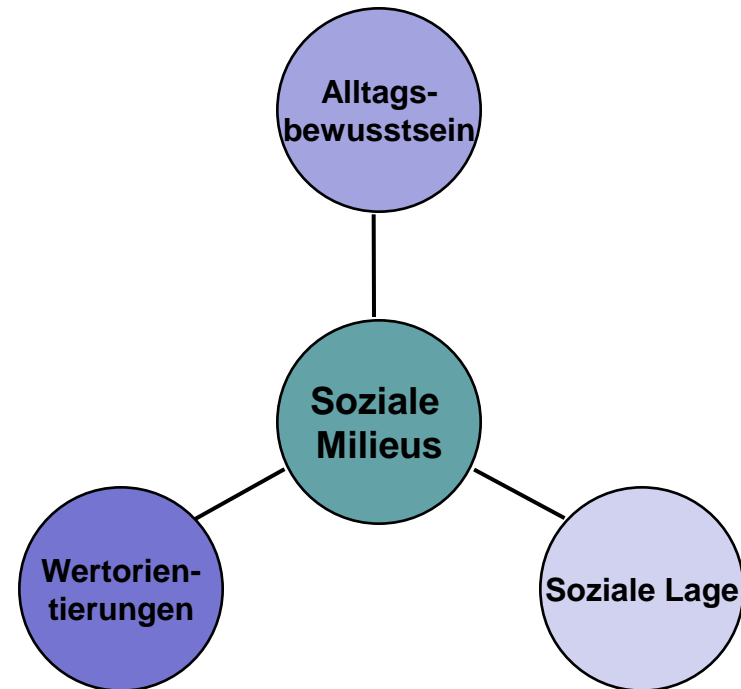 Alltags-
bewusstsein
Soziale
Milieus
Wertorien-
tierungen
Soziale Lage